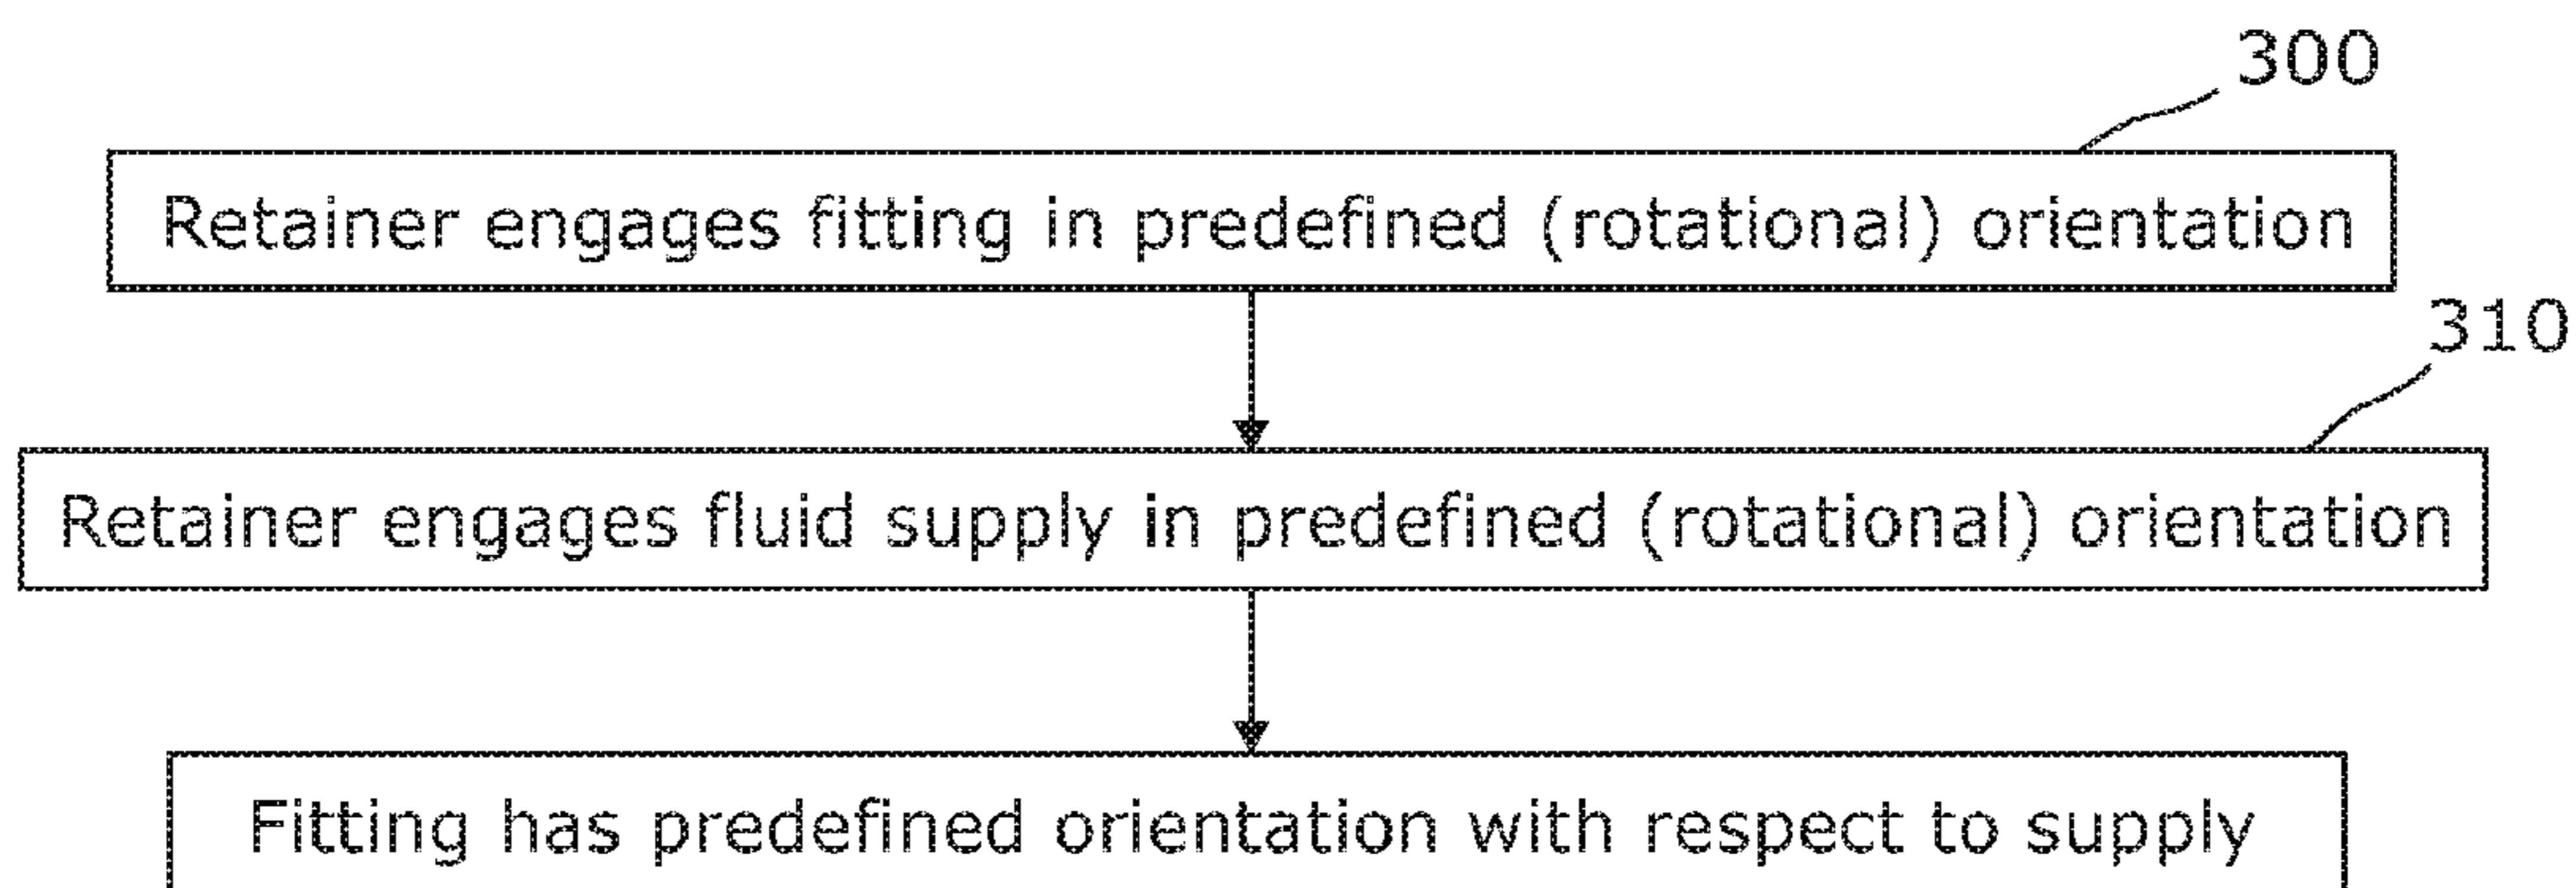 300
Retainer engages fitting in predefined (rotational) orientation
310
Retainer engages fluid supply in predefined (rotational) orientation
Fitting has predefined orientation with respect to supply